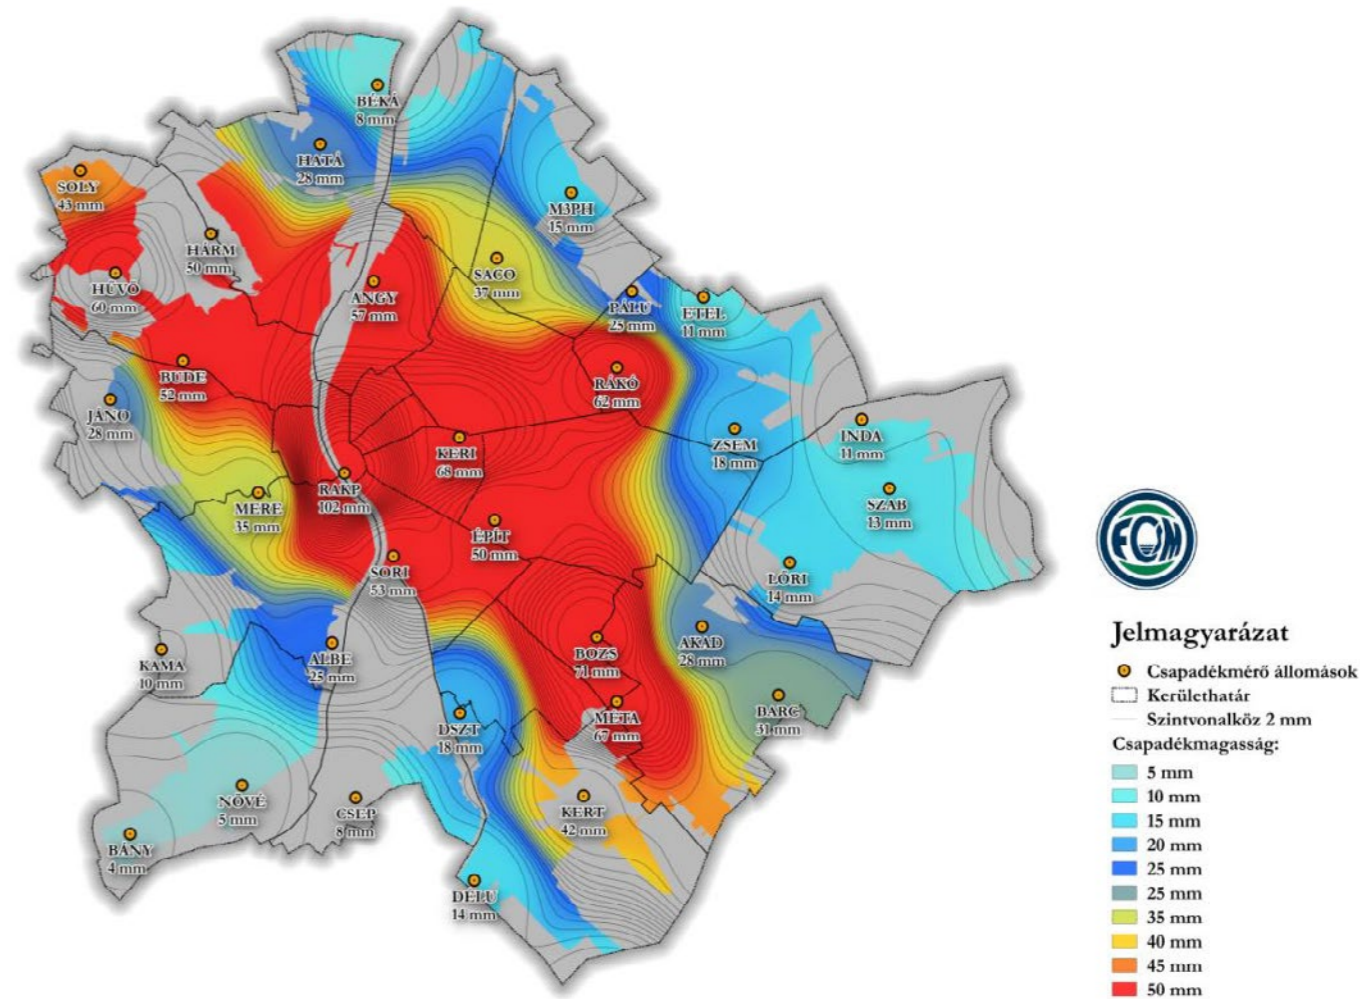 BÉKÁ
8 mm
HATÁ
28 mm
SOLY
43 mm
M3PH
15 mm
HÁRM
50 mm
SACO
37 mm
HŰVÖ
60 mm
ANGY
57 mm
PÁLU
25 mm
ETEL
11 mm
BUDE
52 mm
RÁKÓ
62 mm
JÁNO
28 mm
INDA
11 mm
ZSEM
18 mm
KERI
68 mm
RAKP
102 mm
MERE
35 mm
SZAB
13 mm
ÉPÍT
50 mm
SORI
53 mm
LŐRI
14 mm
FCSM
AKAD
28 mm
Jelmagyarázat
BOZS
71 mm
ALBE
25 mm
KAMA
10 mm
Csapadékmérő állomások
Kerülethatár
BARC
31 mm
MÉTA
67 mm
DSZT
18 mm
Szintvonalköz 2 mm
Csapadékmagasság:
5 mm
10 mm
15 mm
20 mm
25 mm
25 mm
35 mm
40 mm
45 mm
50 mm
NÖVÉ
5 mm
CSEP
8 mm
KERT
42 mm
BÁNY
4 mm
DÉLU
14 mm